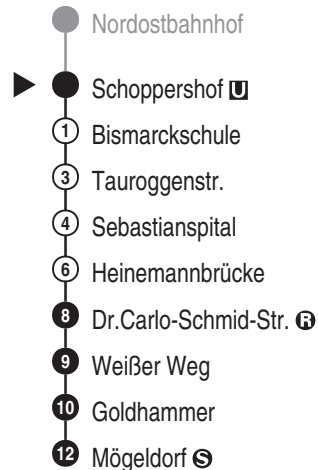 Nordostbahnhof
Schoppershof U
1 Bismarckschule
3 Tauroggenstr.
4 Sebastianspital
6 Heinemannbrücke
8 Dr.Carlo-Schmid-Str. R
9 Weißer Weg
10 Goldhammer
12 Mögeldorf S